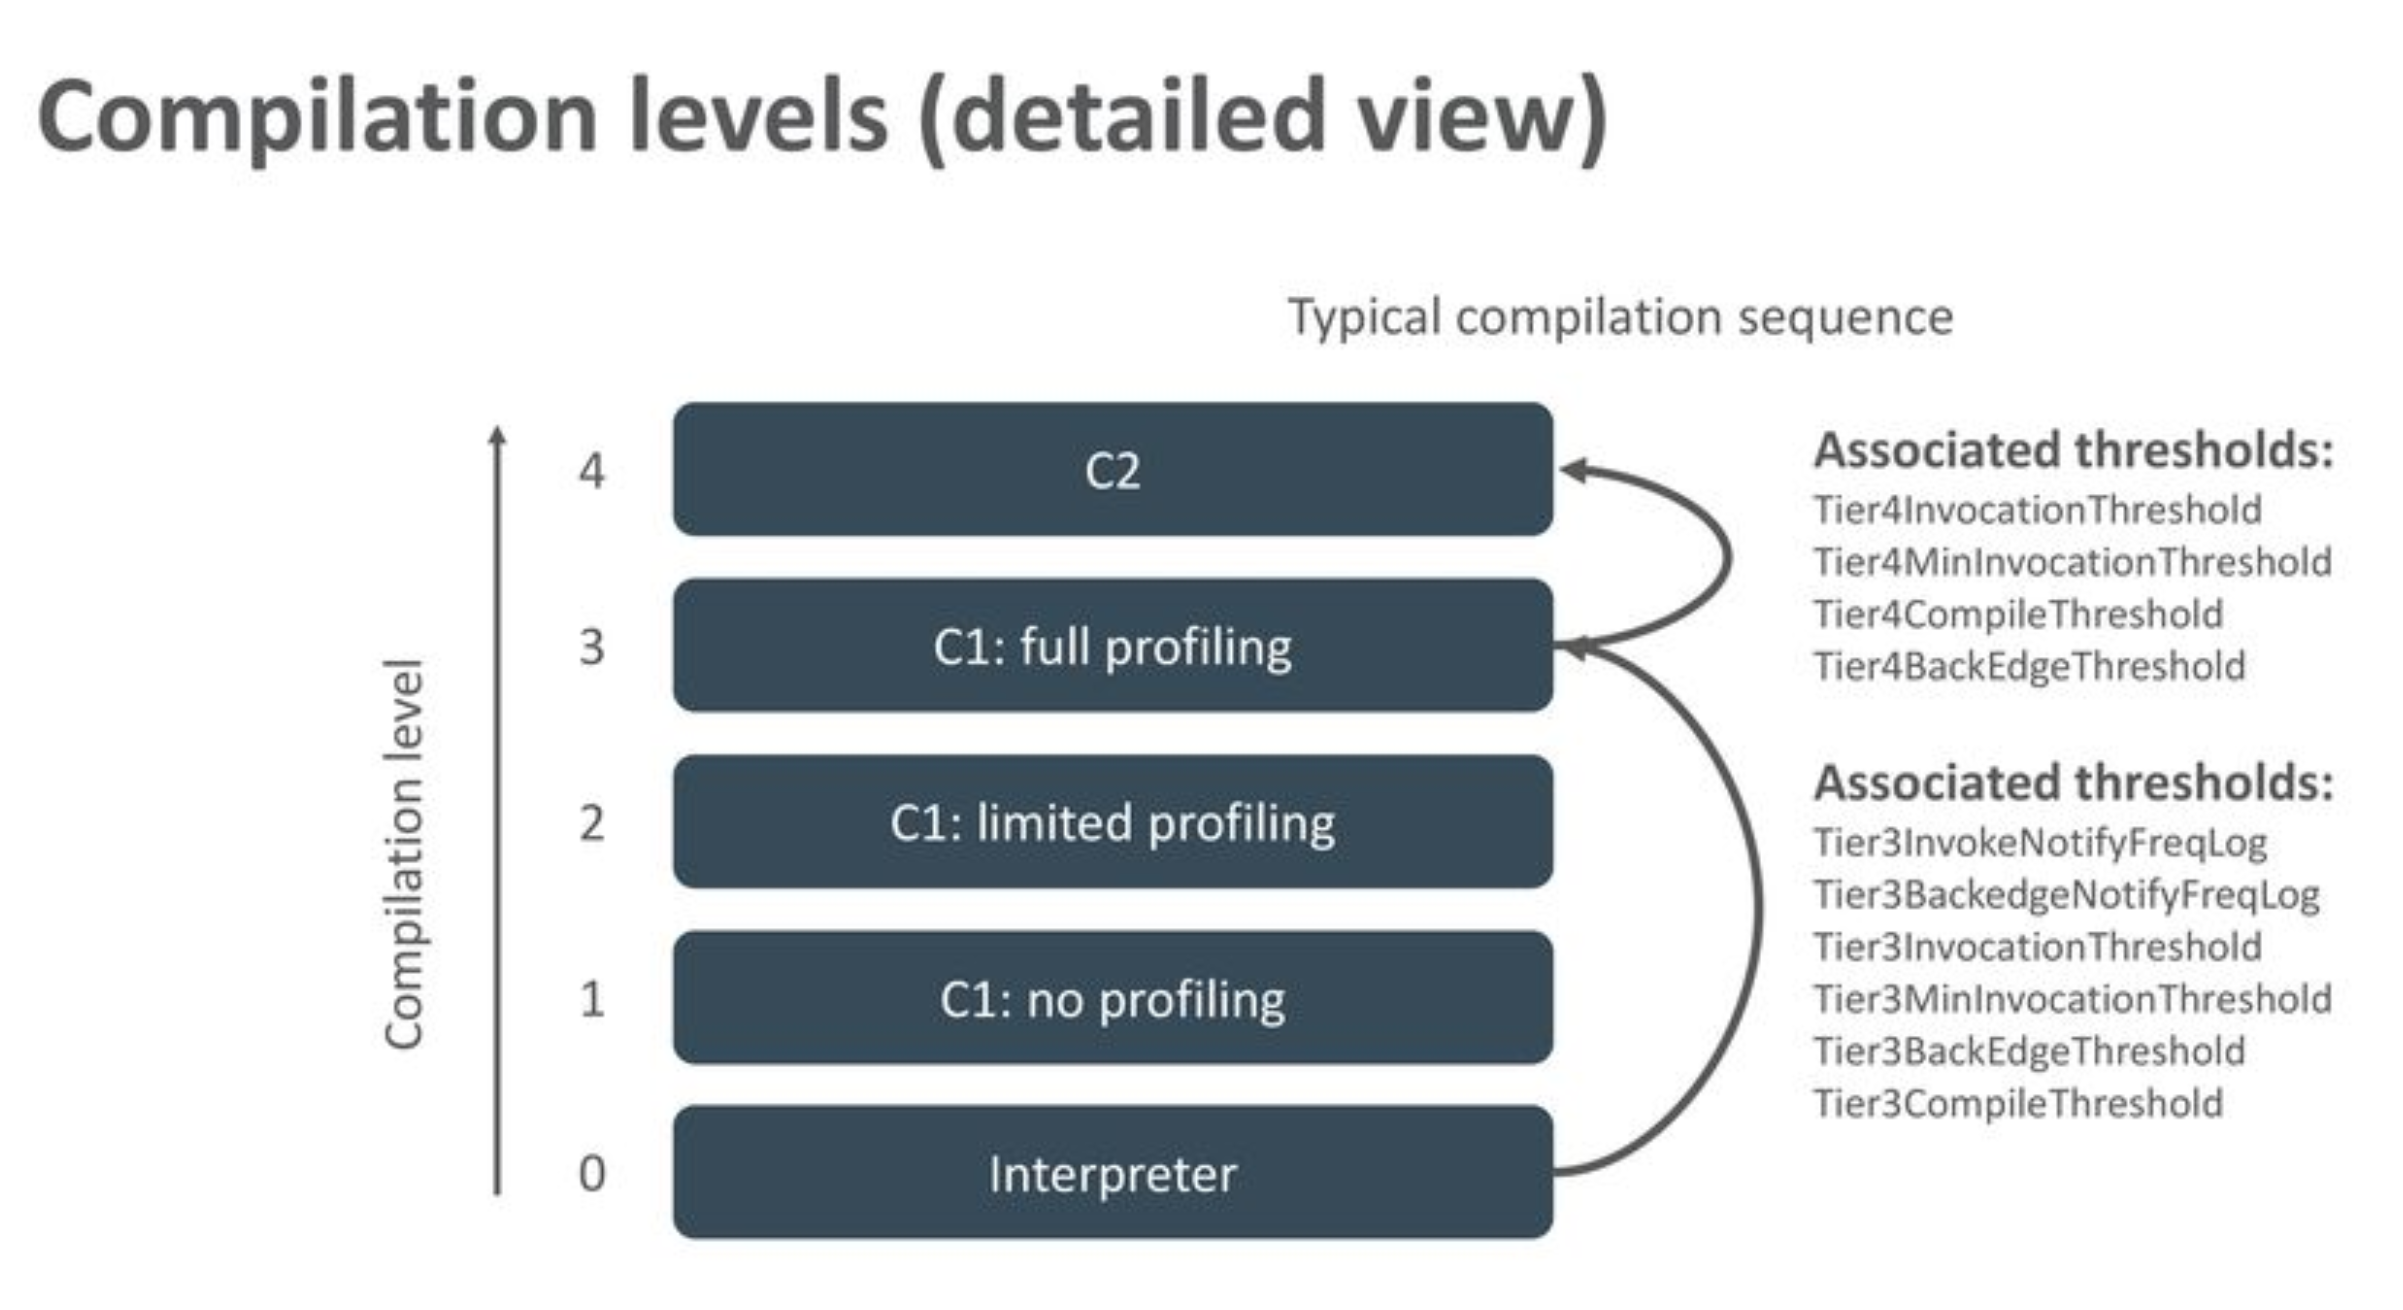 Compilation levels (detailed view)
Typical compilation sequence
Compilation level
4
C2
3
C1: full profiling
2
C1: limited profiling
1
C1: no profiling
0
Interpreter
Associated thresholds:
Tier4InvocationThreshold
Tier4MinInvocationThreshold
Tier4CompileThreshold
Tier4BackEdgeThreshold
Associated thresholds:
Tier3InvokeNotifyFreqLog
Tier3BackedgeNotifyFreqLog
Tier3InvocationThreshold
Tier3MinInvocationThreshold
Tier3BackEdgeThreshold
Tier3CompileThreshold